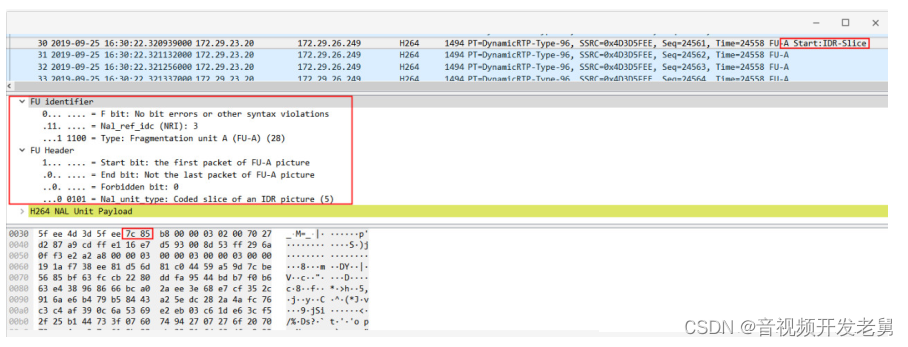 30 2019-09-25 16:30:22.320939000 172.29.23.20 172.29.26.249 H264 1494 PT=DynamicRTP-Type-96, SSRC=0x4D3D5FEE, Seq=24561, Time=24558 FU-A Start:IDR-Slice
31 2019-09-25 16:30:22.321132000 172.29.23.20 172.29.26.249 H264 1494 PT=DynamicRTP-Type-96, SSRC=0x4D3D5FEE, Seq=24562, Time=24558 FU-A
32 2019-09-25 16:30:22.321256000 172.29.23.20 172.29.26.249 H264 1494 PT=DynamicRTP-Type-96, SSRC=0x4D3D5FEE, Seq=24563, Time=24558 FU-A
33 2019-09-25 16:30:22.321337000 172.29.23.20 172.29.26.249 H264 1494 PT=DynamicRTP-Type-96, SSRC=0x4D3D5FEE, Seq=24564, Time=24558 FU-A
FU identifier
0... .... = F bit: No bit errors or other syntax violations
.11. .... = Nal_ref_idc (NRI): 3
...1 1100 = Type: Fragmentation unit A (FU-A) (28)
FU Header
1... .... = Start bit: the first packet of FU-A picture
.0.. .... = End bit: Not the last packet of FU-A picture
..0. .... = Forbidden bit: 0
...0 0101 = Nal_unit_type: Coded slice of an IDR picture (5)
H264 NAL Unit Payload
0030 5f ee 4d 3d 5f ee 7c 85 b8 00 00 03 02 00 70 27
0040 d2 87 a9 cd ff e1 16 e7 d5 93 00 8d 53 ff 29 6a
0050 0f f3 e2 a2 a8 00 00 03 00 00 03 00 00 03 00 00
0060 19 1a f7 38 ee 81 d5 6d 81 c0 44 59 a5 9d 7c be
0070 56 85 bf 63 fc cb 22 80 dd fa 95 44 bd b7 f0 b6
0080 63 e4 38 96 86 66 bc a0 2a ee 3e 68 e7 cf 35 2c
0090 91 6a e6 b4 79 b5 84 43 a2 5e dc 28 2a 4a fc 76
00a0 c3 c4 af 39 0c 6a 53 69 e2 eb 03 c6 1d e6 3c f5
00b0 2f 25 b1 44 73 3f 07 60 74 94 27 07 27 6f 20 70
CSDN @音视频开发老舅